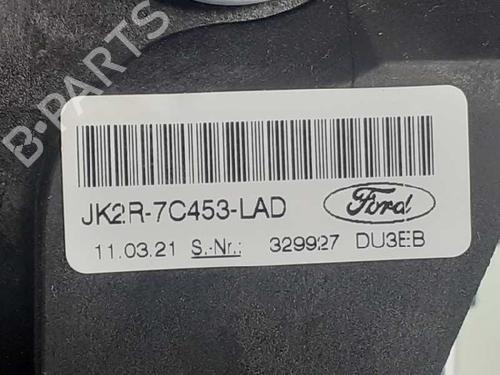 B-PARTS
JK2R-7C453-LAD
Ford
11.03.21 S.-Nr.: 329927 DU3EB